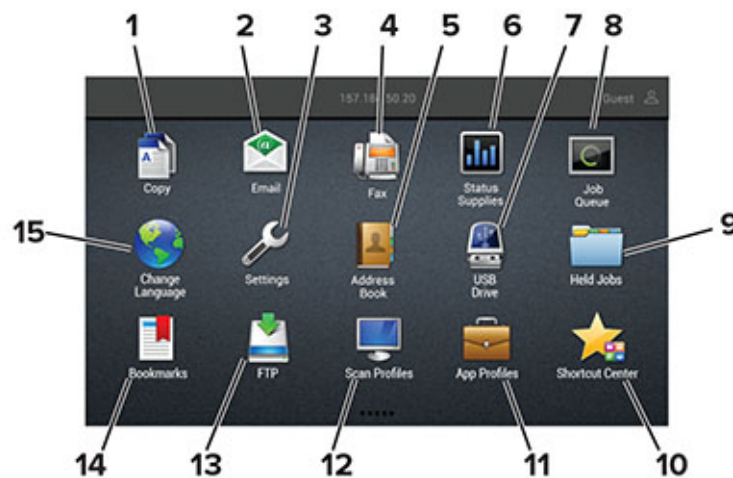 1 2 3 4 5 6 7 8
Guest
Copy Email Fax Status Supplies Job Queue
15 9
Change Language Settings Address Book USB Drive Held Jobs
Bookmarks FTP Scan Profiles App Profiles Shortcut Center
14 13 12 11 10